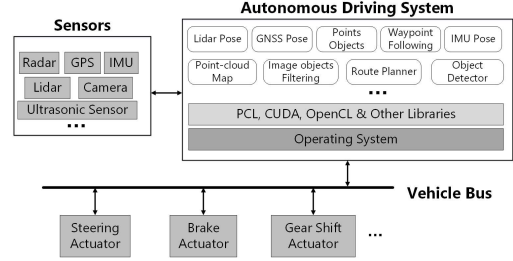 Sensors
Radar
GPS
IMU
Lidar
Camera
Ultrasonic Sensor
...
Autonomous Driving System
Lidar Pose
GNSS Pose
Points
Objects
Waypoint
Following
IMU Pose
Point-cloud
Map
Image objects
Filtering
Route Planner
Object
Detector
...
PCL, CUDA, OpenCL & Other Libraries
Operating System
Vehicle Bus
Steering
Actuator
Brake
Actuator
Gear Shift
Actuator
...